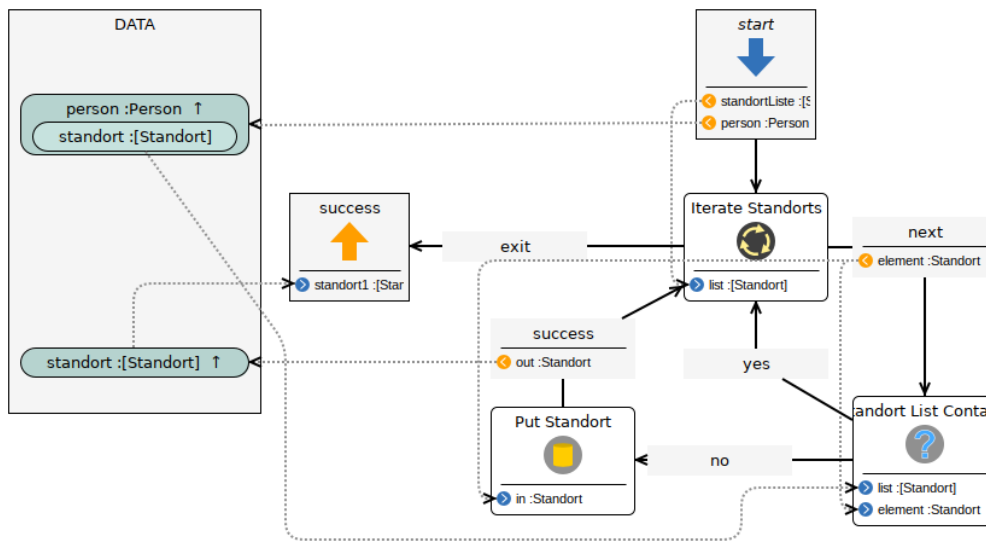 DATA
start
standortListe :[S
person :Person
person :Person ↑
standort :[Standort]
success
standort1 :[Star
Iterate Standorts
list :[Standort]
exit
next
element :Standort
success
out :Standort
standort :[Standort] ↑
yes
Put Standort
in :Standort
no
tandort List Conta
list :[Standort]
element :Standort